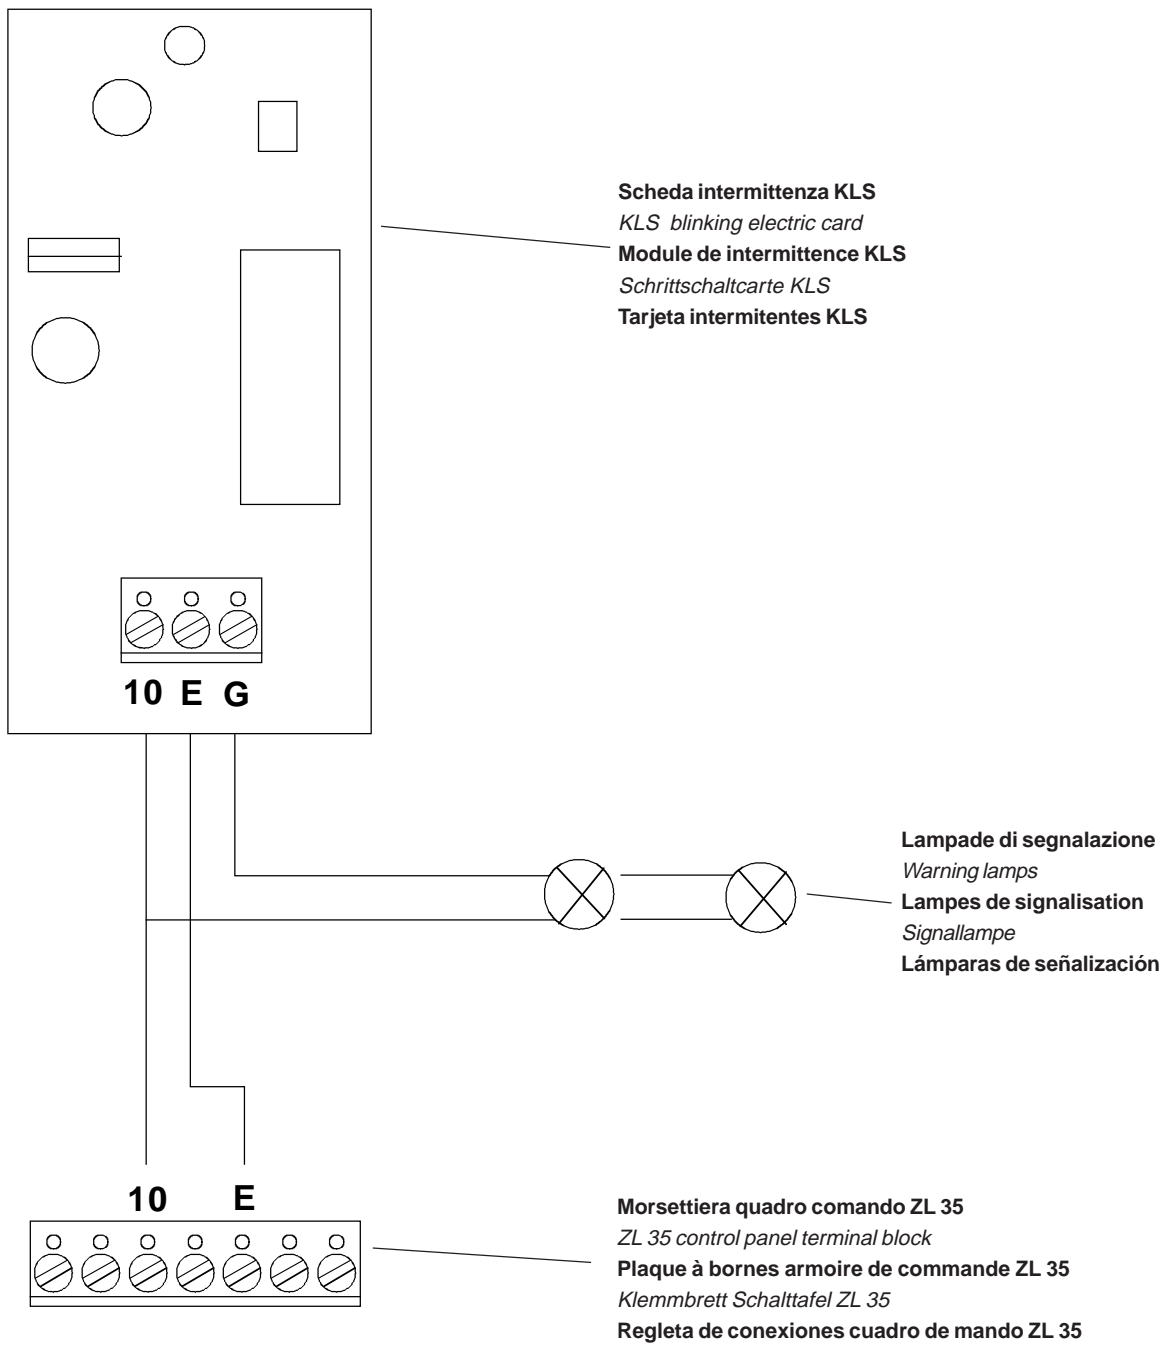 Scheda intermittenza KLS
KLS blinking electric card
Module de intermittence KLS
Schrittschaltcarte KLS
Tarjeta intermitentes KLS
10 E G
Lampade di segnalazione
Warning lamps
Lampes de signalisation
Signallampe
Lámparas de señalización
10 E
Morsettiera quadro comando ZL 35
ZL 35 control panel terminal block
Plaque à bornes armoire de commande ZL 35
Klemmbrett Schalttafel ZL 35
Regleta de conexiones cuadro de mando ZL 35